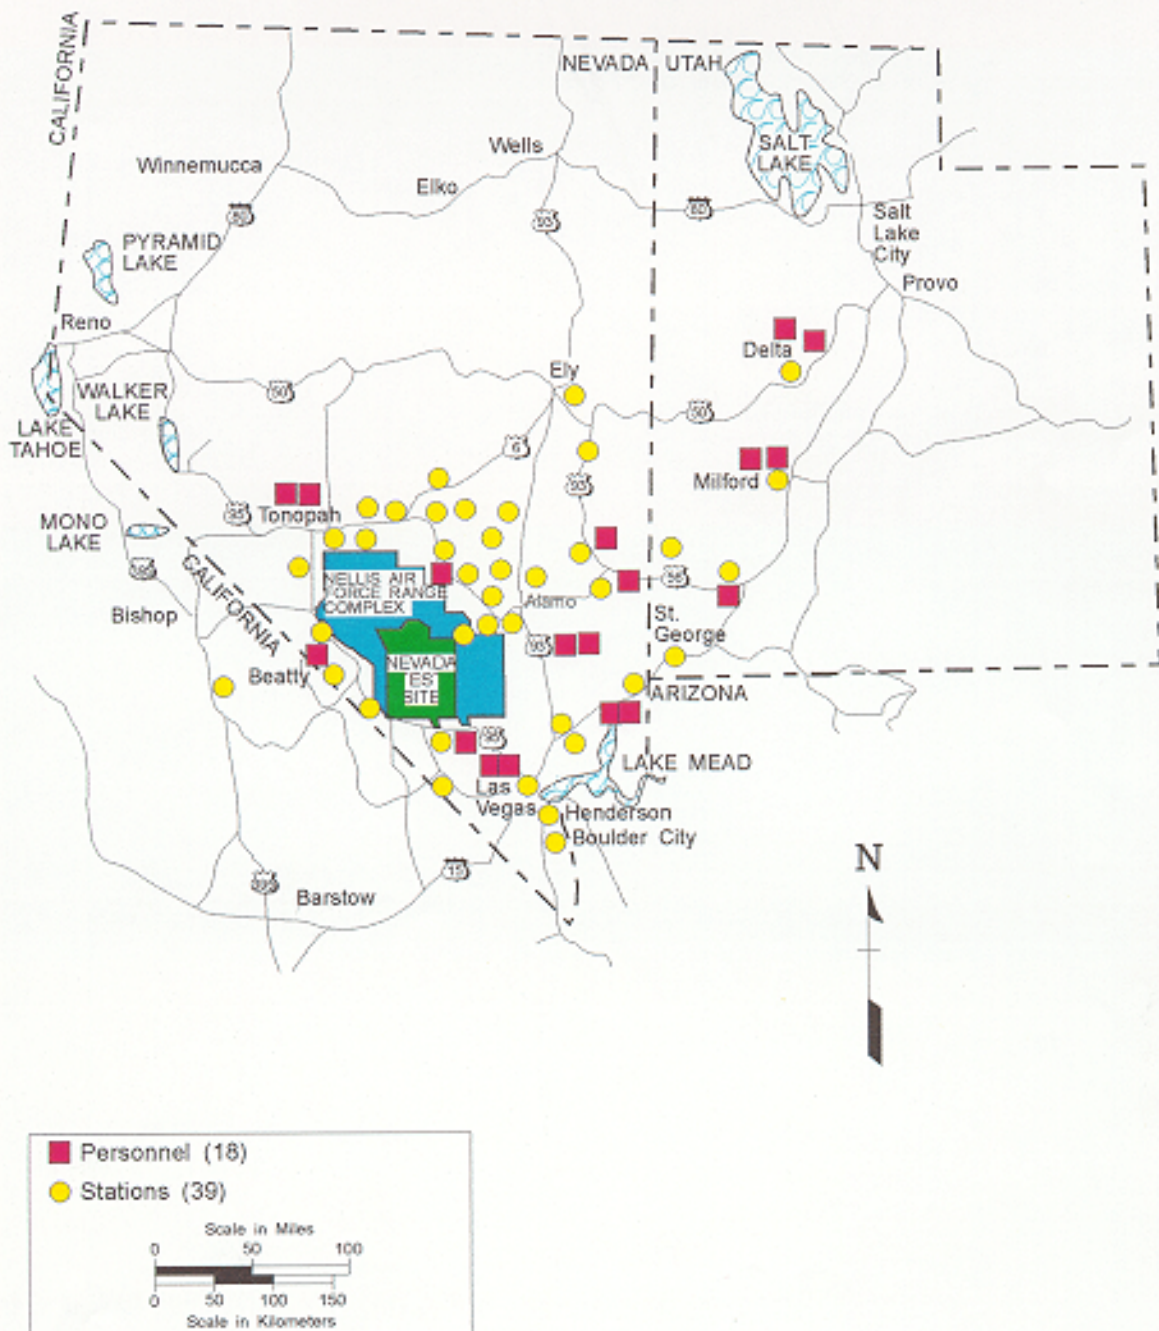 CALIFORNIA
NEVADA
UTAH
SALT
LAKE
Wells
Winnemucca
Elko
80
93
80
Salt
Lake
City
PYRAMID
LAKE
Provo
Reno
Delta
Ely
WALKER
LAKE
50
50
LAKE
TAHOE
6
93
Milford
95
Tonopah
MONO
LAKE
CALIFORNIA
NELLIS AIR
FORCE RANGE
COMPLEX
56
Alamo
Bishop
St.
George
93
NEVADA
ES
SITE
Beatty
ARIZONA
95
LAKE MEAD
Las
Vegas
Henderson
Boulder City
15
395
Barstow
N
Personnel (18)
Stations (39)
Scale in Miles
0 50 100
0 50 100 150
Scale in Kilometers